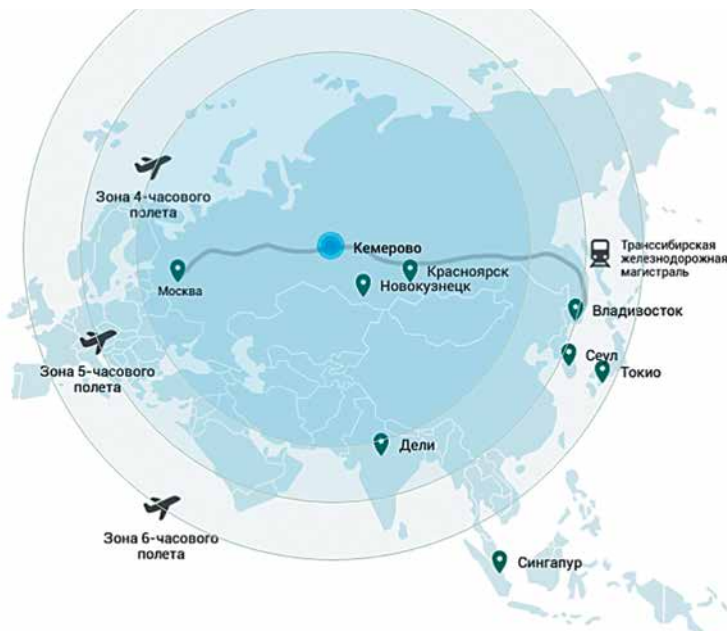 Зона 4-часового
полета
Кемерово
Транссибирская
железнодорожная
магистраль
Москва
Красноярск
Новокузнецк
Владивосток
Зона 5-часового
полета
Сеул
Токио
Дели
Зона 6-часового
полета
Сингапур